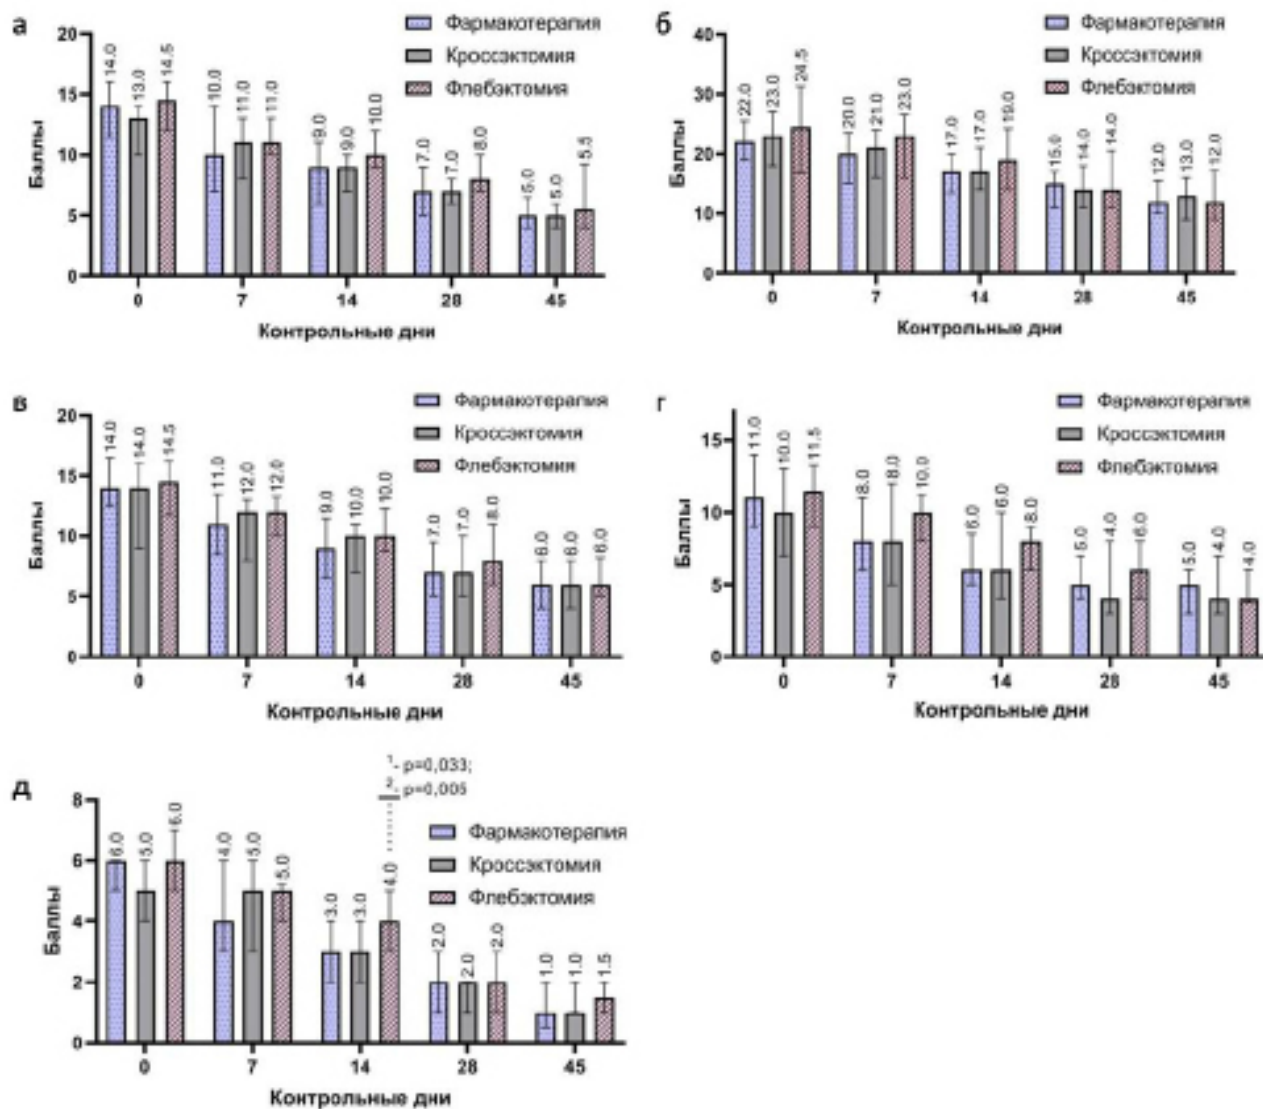 а
Фармакотерапия
Кроссэктомия
Флебэктомия
Баллы
20
15
10
5
0
14.0
13.0
14.5
10.0
11.0
11.0
9.0
9.0
10.0
7.0
7.0
8.0
5.0
5.0
5.5
0 7 14 28 45
Контрольные дни
б
Фармакотерапия
Кроссэктомия
Флебэктомия
Баллы
40
30
20
10
0
22.0
23.0
24.5
20.0
21.0
23.0
17.0
17.0
19.0
15.0
14.0
14.0
12.0
13.0
12.0
0 7 14 28 45
Контрольные дни
в
Фармакотерапия
Кроссэктомия
Флебэктомия
Баллы
20
15
10
5
0
14.0
14.0
14.5
11.0
12.0
12.0
9.0
10.0
10.0
7.0
7.0
8.0
6.0
6.0
6.0
0 7 14 28 45
Контрольные дни
г
Фармакотерапия
Кроссэктомия
Флебэктомия
Баллы
15
10
5
0
11.0
10.0
11.5
8.0
8.0
10.0
6.0
6.0
8.0
5.0
4.0
6.0
5.0
4.0
4.0
0 7 14 28 45
Контрольные дни
д
1- p=0,033;
2- p=0,006
Фармакотерапия
Кроссэктомия
Флебэктомия
Баллы
8
6
4
2
0
6.0
5.0
6.0
4.0
5.0
5.0
3.0
3.0
4.0
2.0
2.0
2.0
1.0
1.0
1.5
0 7 14 28 45
Контрольные дни